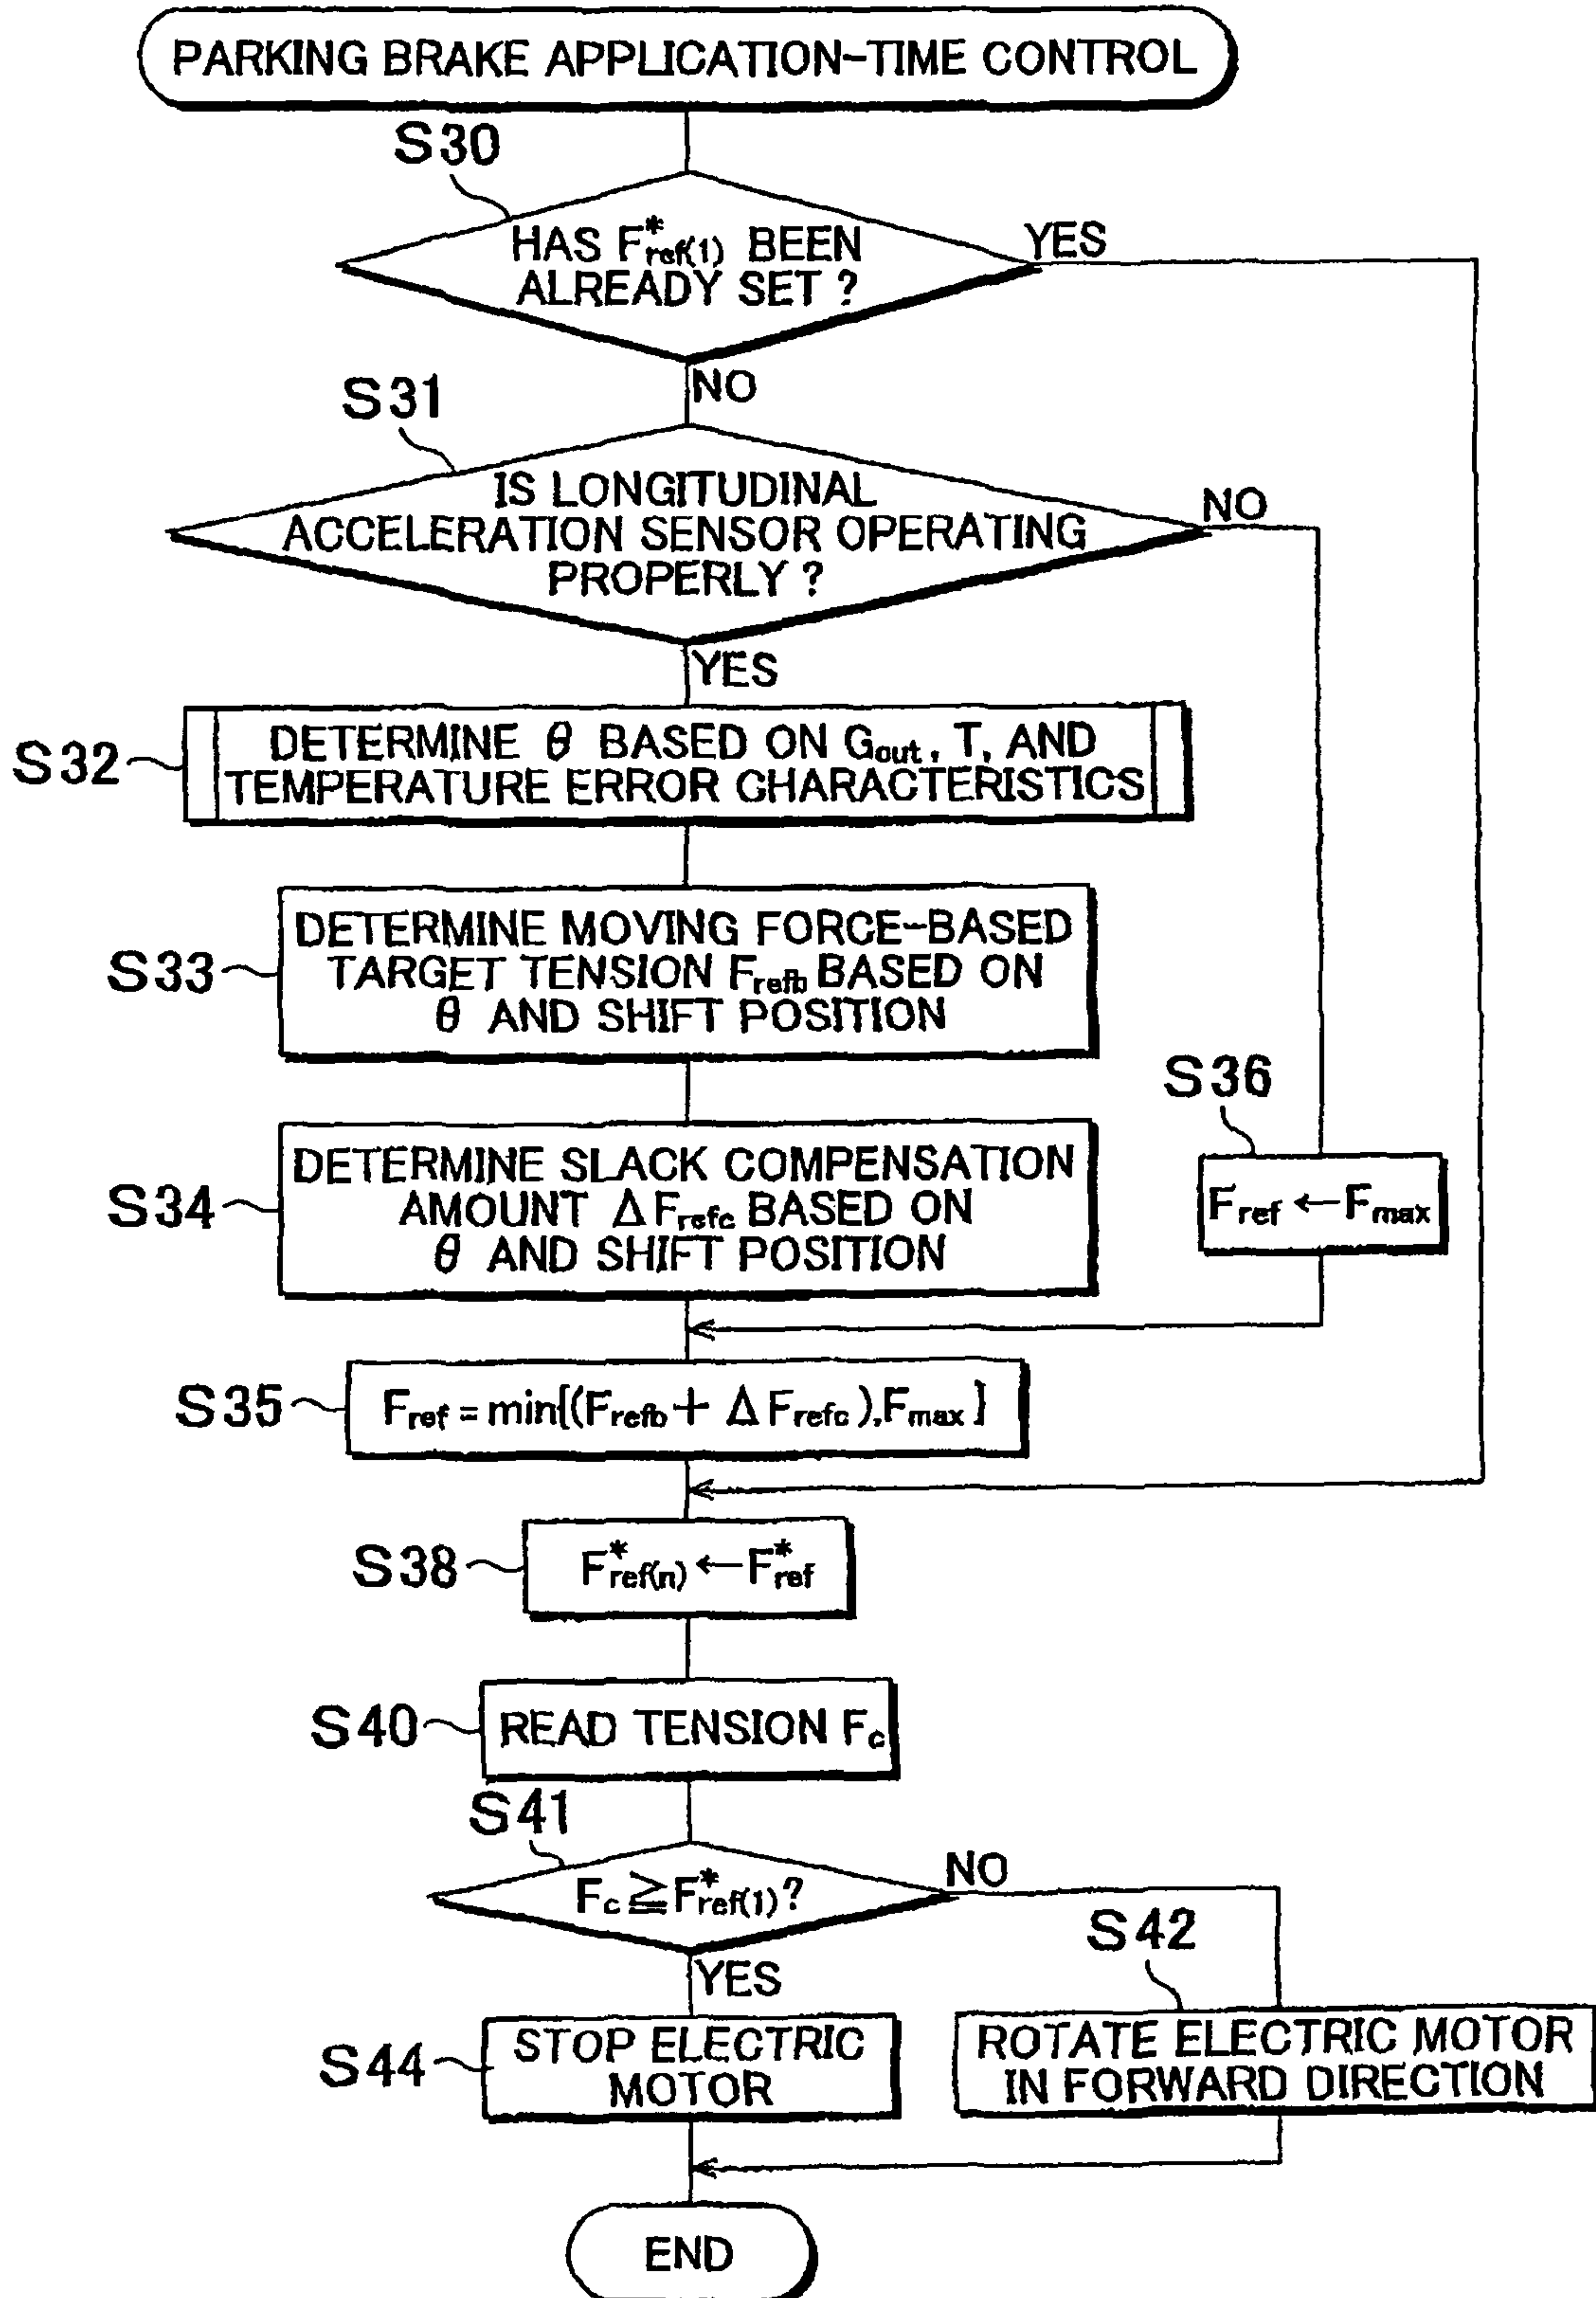 PARKING BRAKE APPLICATION-TIME CONTROL
S30
HAS F*ref(1) BEEN
ALREADY SET ?
YES
NO
S31
IS LONGITUDINAL
ACCELERATION SENSOR OPERATING
PROPERLY ?
NO
YES
S32
DETERMINE θ BASED ON Gout, T, AND
TEMPERATURE ERROR CHARACTERISTICS
S33
DETERMINE MOVING FORCE-BASED
TARGET TENSION Frefb BASED ON
θ AND SHIFT POSITION
S34
DETERMINE SLACK COMPENSATION
AMOUNT ΔFrefc BASED ON
θ AND SHIFT POSITION
S36
Fref ← Fmax
S35
Fref = min{(Frefb + ΔFrefc), Fmax}
S38
F*ref(n) ← F*ref
S40
READ TENSION Fc
S41
Fc ≧ F*ref(1) ?
NO
YES
S42
ROTATE ELECTRIC MOTOR
IN FORWARD DIRECTION
S44
STOP ELECTRIC
MOTOR
END